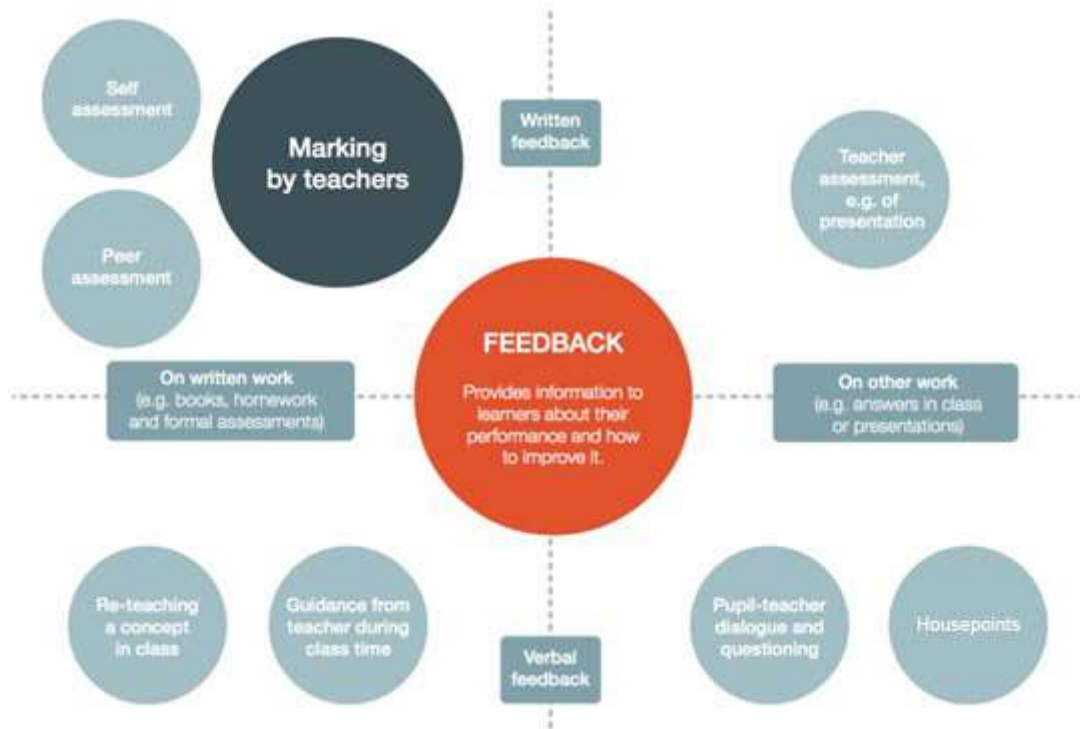 Self
assessment
Marking
by teachers
Written
feedback
Teacher
assessment,
e.g. of
presentation
Peer
assessment
FEEDBACK
Provides information to
learners about their
performance and how
to improve it.
On written work
(e.g. books, homework
and formal assessments)
On other work
(e.g. answers in class
or presentations)
Re-teaching
a concept
in class
Guidance from
teacher during
class time
Verbal
feedback
Pupil-teacher
dialogue and
questioning
Housepoints